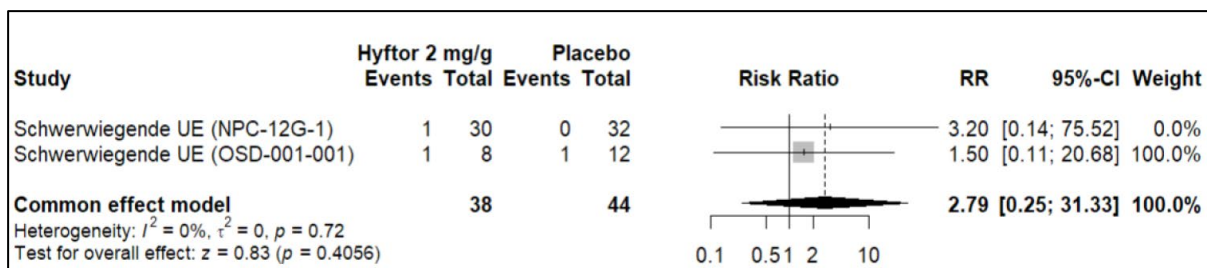 Hyftor 2 mg/g Placebo
Study Events Total Events Total Risk Ratio RR 95%-CI Weight
Schwerwiegende UE (NPC-12G-1) 1 30 0 32 3.20 [0.14; 75.52) 0.0%
Schwerwiegende UE (OSD-001-001) 1 8 1 12 1.50 [0.11; 20.68] 100.0%
Common effect model 38 44 2.79 [0.25; 31.33] 100.0%
Heterogeneity: I² = 0%, τ² = 0, p = 0.72
Test for overall effect: z = 0.83 (p = 0.4056)
0.1 0.5 1 2 10